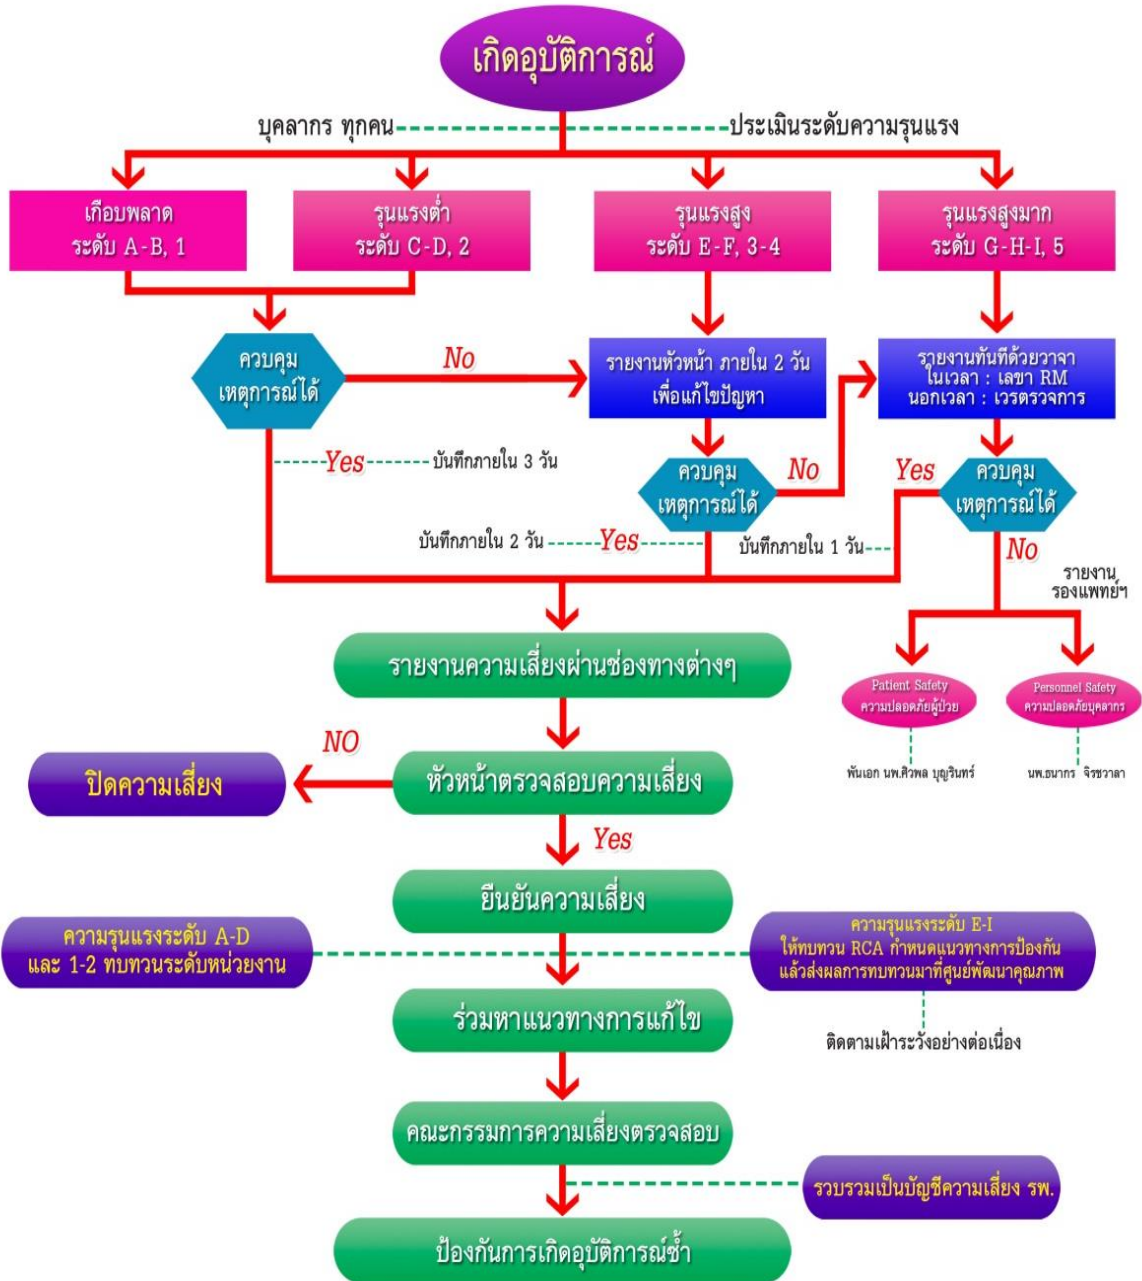 เกิดอุบัติการณ์
บุคลากร ทุกคน
ประเมินระดับความรุนแรง
เกือบพลาด
ระดับ A-B, 1
รุนแรงต่ำ
ระดับ C-D, 2
รุนแรงสูง
ระดับ E-F, 3-4
รุนแรงสูงมาก
ระดับ G-H-I, 5
ควบคุม
เหตุการณ์ได้
No
รายงานหัวหน้า ภายใน 2 วัน
เพื่อแก้ไขปัญหา
รายงานทันทีด้วยวาจา
ในเวลา : เลขา RM
นอกเวลา : เวรตรวจการ
Yes
บันทึกภายใน 3 วัน
ควบคุม
เหตุการณ์ได้
No
Yes
ควบคุม
เหตุการณ์ได้
บันทึกภายใน 2 วัน
Yes
บันทึกภายใน 1 วัน
No
รายงาน
รองแพทย์ฯ
รายงานความเสี่ยงผ่านช่องทางต่างๆ
Patient Safety
ความปลอดภัยผู้ป่วย
Personnel Safety
ความปลอดภัยบุคลากร
พันเอก นพ.ศิวพล บุญรินทร์
นพ.ธนากร จิรชวาลา
NO
ปิดความเสี่ยง
หัวหน้าตรวจสอบความเสี่ยง
Yes
ยืนยันความเสี่ยง
ความรุนแรงระดับ A-D
และ 1-2 ทบทวนระดับหน่วยงาน
ความรุนแรงระดับ E-I
ให้ทบทวน RCA กำหนดแนวทางการป้องกัน
แล้วส่งผลการทบทวนมาที่ศูนย์พัฒนาคุณภาพ
ร่วมหาแนวทางการแก้ไข
ติดตามเฝ้าระวังอย่างต่อเนื่อง
คณะกรรมการความเสี่ยงตรวจสอบ
รวบรวมเป็นบัญชีความเสี่ยง รพ.
ป้องกันการเกิดอุบัติการณ์ซ้ำ